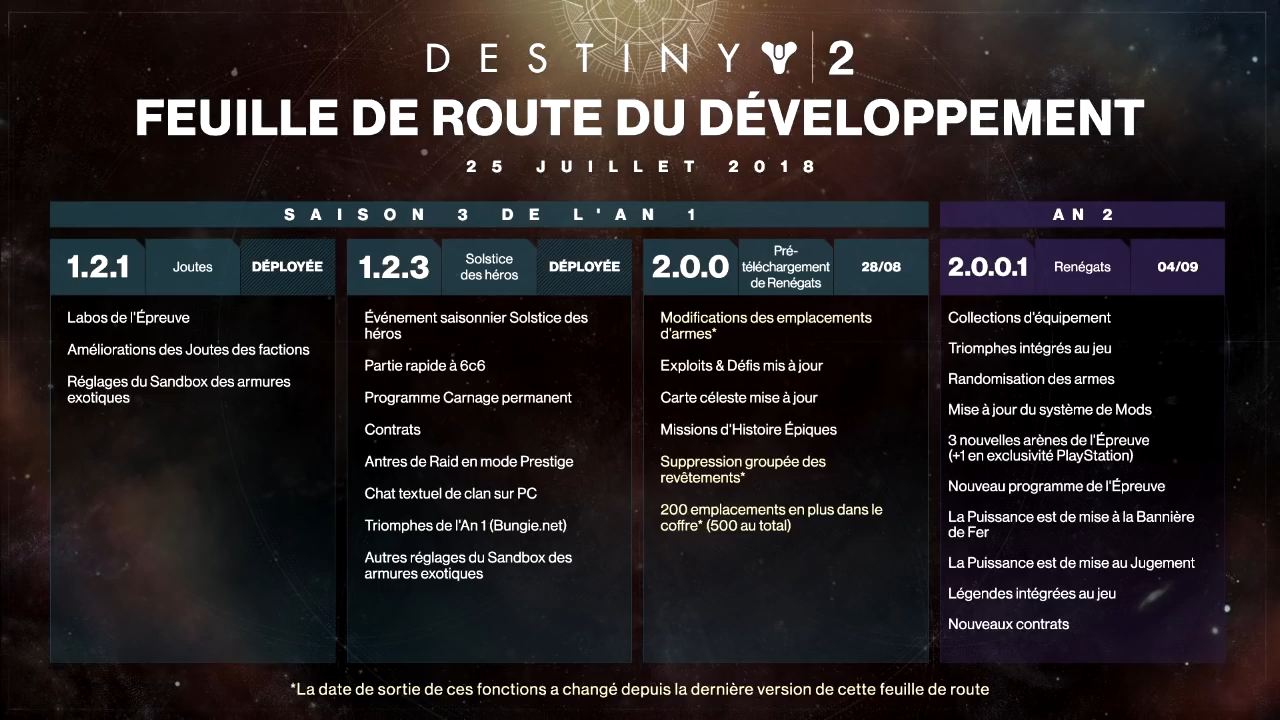 DESTINY 2
FEUILLE DE ROUTE DU DÉVELOPPEMENT
25 JUILLET 2018
SAISON 3 DE L'AN 1
1.2.1
Joutes
DÉPLOYÉE
Labos de l'Épreuve
Améliorations des Joutes des factions
Réglages du Sandbox des armures
exotiques
1.2.3
Solstice
des héros
DÉPLOYÉE
Événement saisonnier Solstice des
héros
Partie rapide à 6c6
Programme Carnage permanent
Contrats
Antres de Raid en mode Prestige
Chat textuel de clan sur PC
Triomphes de l'An 1 (Bungie.net)
Autres réglages du Sandbox des
armures exotiques
2.0.0
Pré-
téléchargement
de Renégats
28/08
Modifications des emplacements
d'armes*
Exploits & Défis mis à jour
Carte céleste mise à jour
Missions d'Histoire Épiques
Suppression groupée des
revêtements*
200 emplacements en plus dans le
coffre* (500 au total)
AN 2
2.0.0.1
Renégats
04/09
Collections d'équipement
Triomphes intégrés au jeu
Randomisation des armes
Mise à jour du système de Mods
3 nouvelles arènes de l'Épreuve
(+1 en exclusivité PlayStation)
Nouveau programme de l'Épreuve
La Puissance est de mise à la Bannière
de Fer
La Puissance est de mise au Jugement
Légendes intégrées au jeu
Nouveaux contrats
*La date de sortie de ces fonctions a changé depuis la dernière version de cette feuille de route